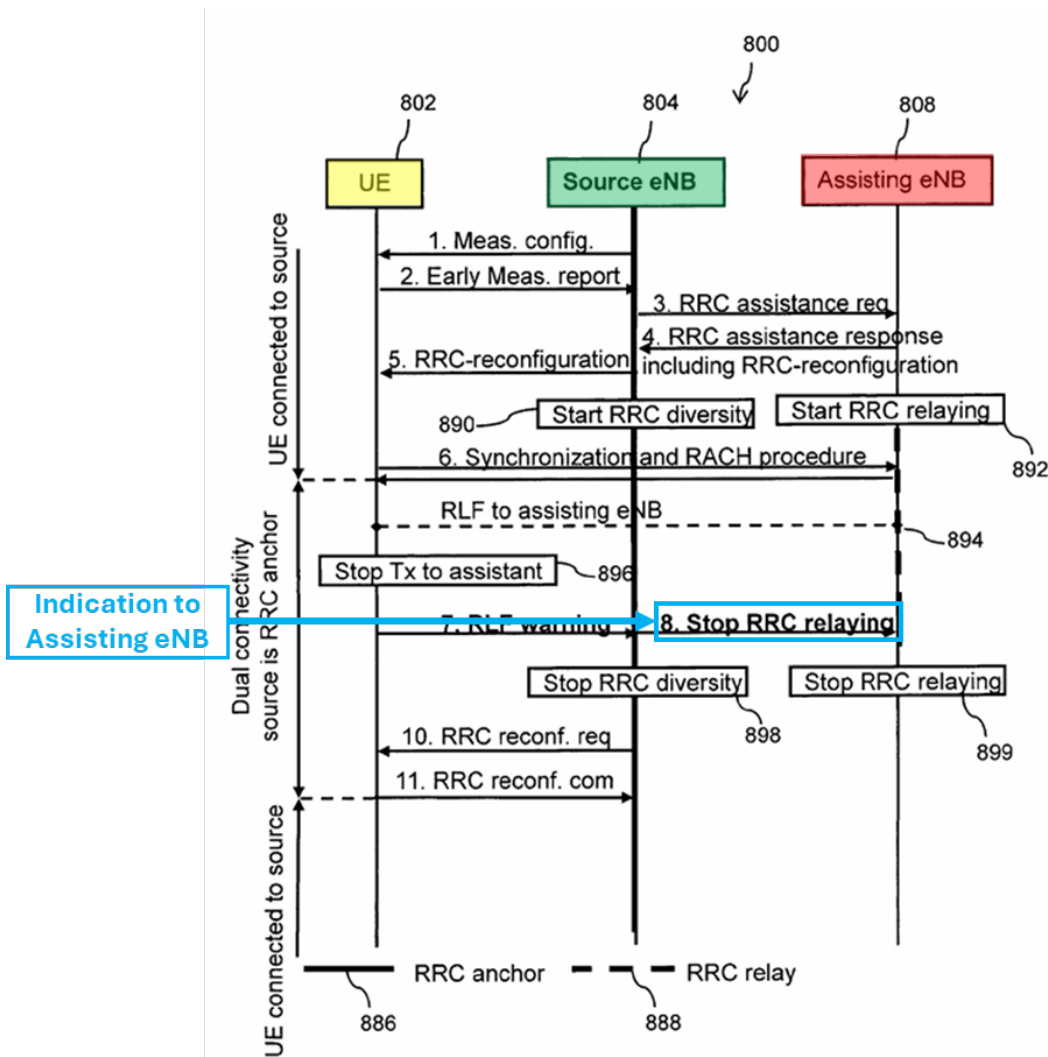 800
802
804
808
UE
Source eNB
Assisting eNB
UE connected to source
1. Meas. config.
2. Early Meas. report
3. RRC assistance req
4. RRC assistance response
5. RRC-reconfiguration
including RRC-reconfiguration
890
Start RRC diversity
Start RRC relaying
892
6. Synchronization and RACH procedure
Dual connectivity
source is RRC anchor
RLF to assisting eNB
894
Stop Tx to assistant
896
Indication to
Assisting eNB
7. RLF warning
8. Stop RRC relaying
Stop RRC diversity
Stop RRC relaying
898
899
10. RRC reconf. req
11. RRC reconf. com
UE connected to source
RRC anchor
RRC relay
886
888